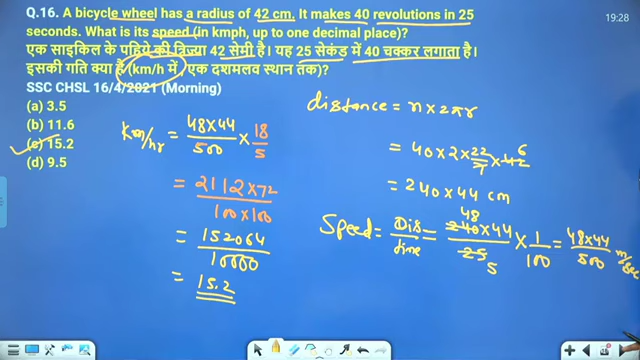 Q.16. A bicycle wheel has a radius of 42 cm. It makes 40 revolutions in 25
19:28
seconds. What is its speed (in kmph, up to one decimal place)?
एक साइकिल के पहिये की त्रिज्या 42 सेमी है। यह 25 सेकंड में 40 चक्कर लगाता है।
इसकी गति क्या है (km/h में, एक दशमलव स्थान तक)?
SSC CHSL 16/4/2021 (Morning)
(a) 3.5
(b) 11.6
(c) 15.2
(d) 9.5
Km/hr = 48×44/500 × 18/5
= 2112×72/100×100
= 152064/10000
= 15.2
distance = n×2πr
= 40×2×22/7×42 6
= 240×44 cm
Speed = Dis/time = 48 240×44/25 5 × 1/100 = 48×44/500 m/sec